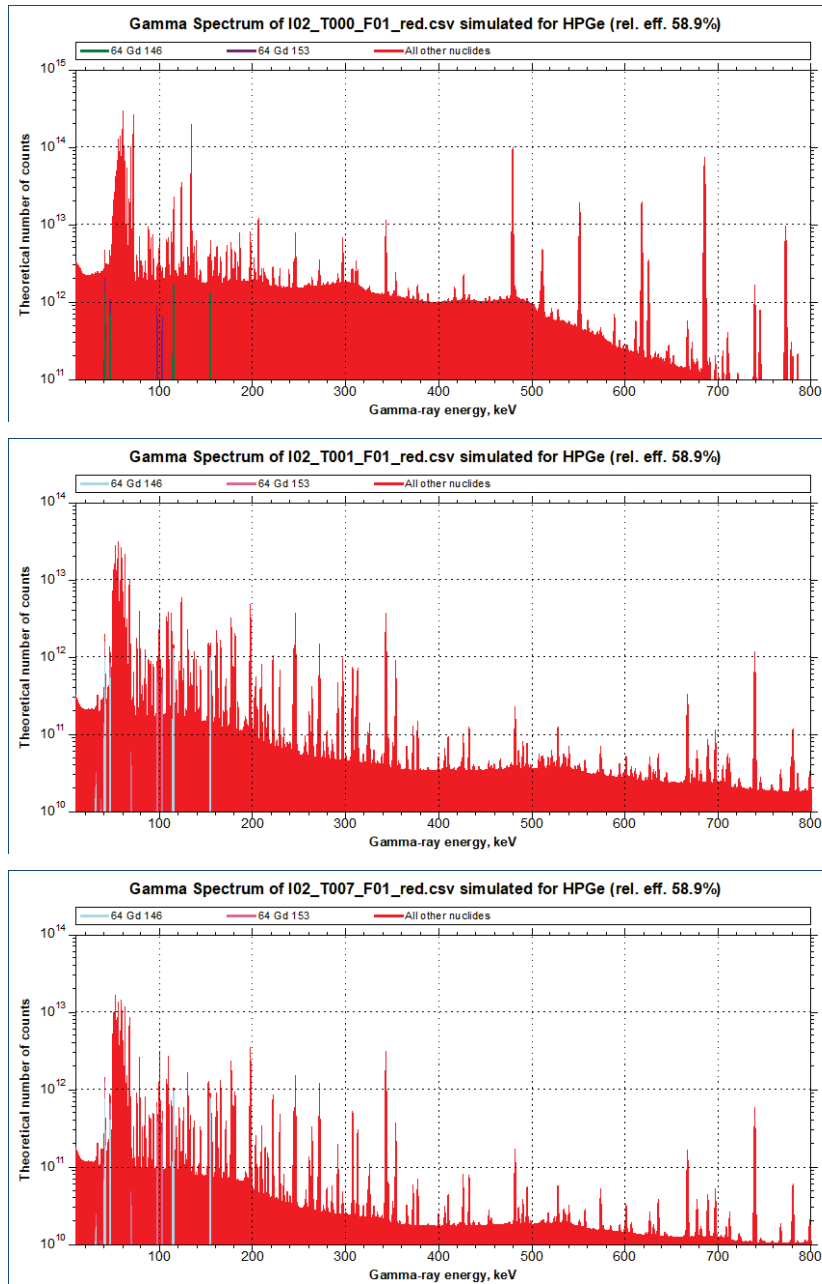 Gamma Spectrum of I02_T000_F01_red.csv simulated for HPGe (rel. eff. 58.9%)
64 Gd 146 64 Gd 153 All other nuclides
Theoretical number of counts
10^15
10^14
10^13
10^12
10^11
100 200 300 400 500 600 700 800
Gamma-ray energy, keV
Gamma Spectrum of I02_T001_F01_red.csv simulated for HPGe (rel. eff. 58.9%)
64 Gd 146 64 Gd 153 All other nuclides
Theoretical number of counts
10^14
10^13
10^12
10^11
10^10
100 200 300 400 500 600 700 800
Gamma-ray energy, keV
Gamma Spectrum of I02_T007_F01_red.csv simulated for HPGe (rel. eff. 58.9%)
64 Gd 146 64 Gd 153 All other nuclides
Theoretical number of counts
10^14
10^13
10^12
10^11
10^10
100 200 300 400 500 600 700 800
Gamma-ray energy, keV